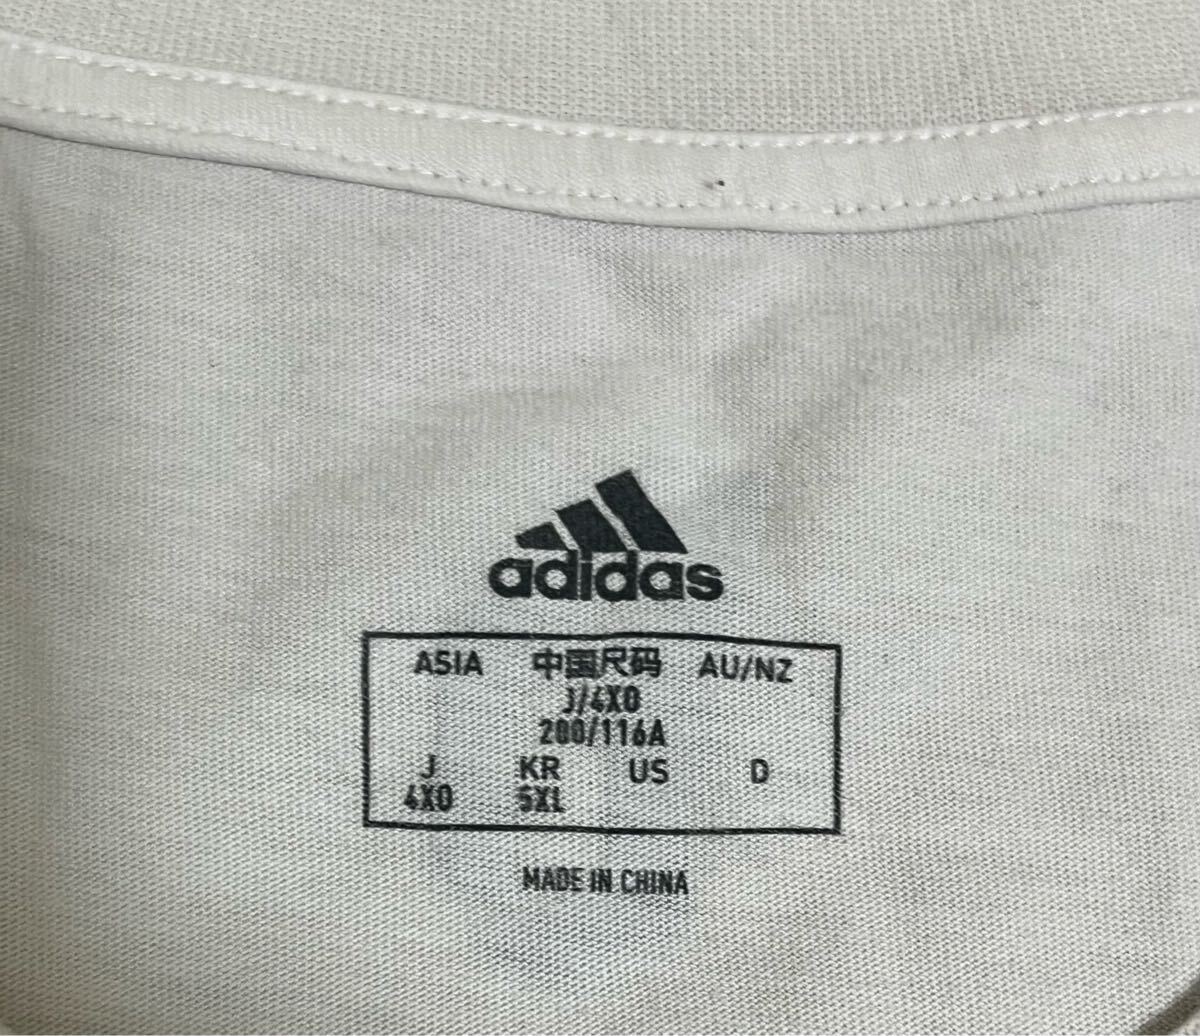 adidas
ASIA 中国尺码 AU/NZ
J/4XO
200/116A
J KR US D
4XO 5XL
MADE IN CHINA